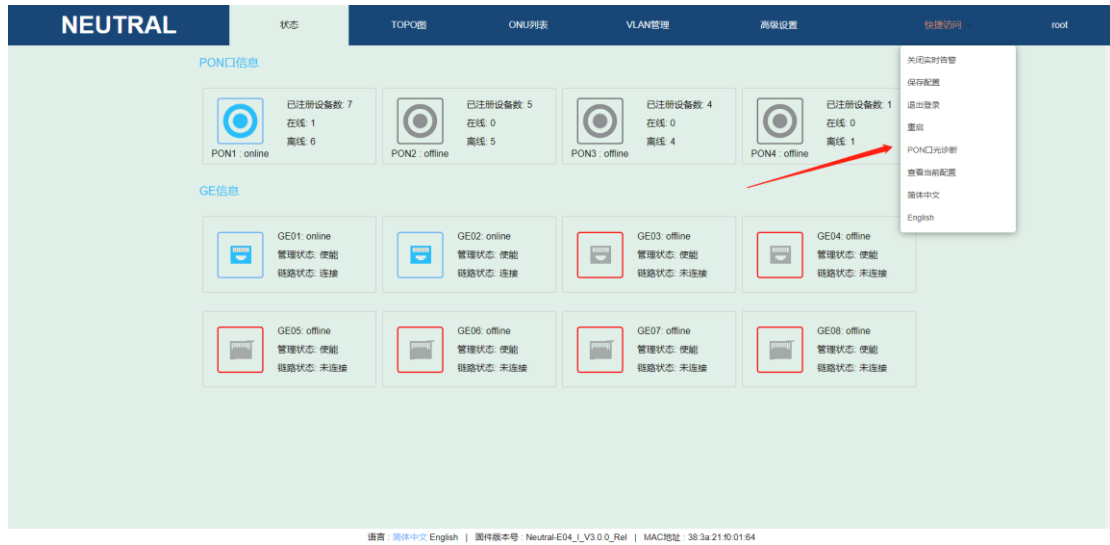 NEUTRAL 状态 TOPO图 ONU列表 VLAN管理 高级设置 快捷访问 root
关闭实时告警
保存配置
退出登录
重启
PON口光诊断
查看当前配置
简体中文
English
PON口信息
已注册设备数: 7
在线: 1
离线: 6
PON1 : online
已注册设备数: 5
在线: 0
离线: 5
PON2 : offline
已注册设备数: 4
在线: 0
离线: 4
PON3 : offline
已注册设备数: 1
在线: 0
离线: 1
PON4 : offline
GE信息
GE01: online
管理状态: 使能
链路状态: 连接
GE02: online
管理状态: 使能
链路状态: 连接
GE03: offline
管理状态: 使能
链路状态: 未连接
GE04: offline
管理状态: 使能
链路状态: 未连接
GE05: offline
管理状态: 使能
链路状态: 未连接
GE06: offline
管理状态: 使能
链路状态: 未连接
GE07: offline
管理状态: 使能
链路状态: 未连接
GE08: offline
管理状态: 使能
链路状态: 未连接
语言 : 简体中文 English | 固件版本号 : Neutral-E04_I_V3.0.0_Rel | MAC地址 : 38:3a:21:f0:01:64